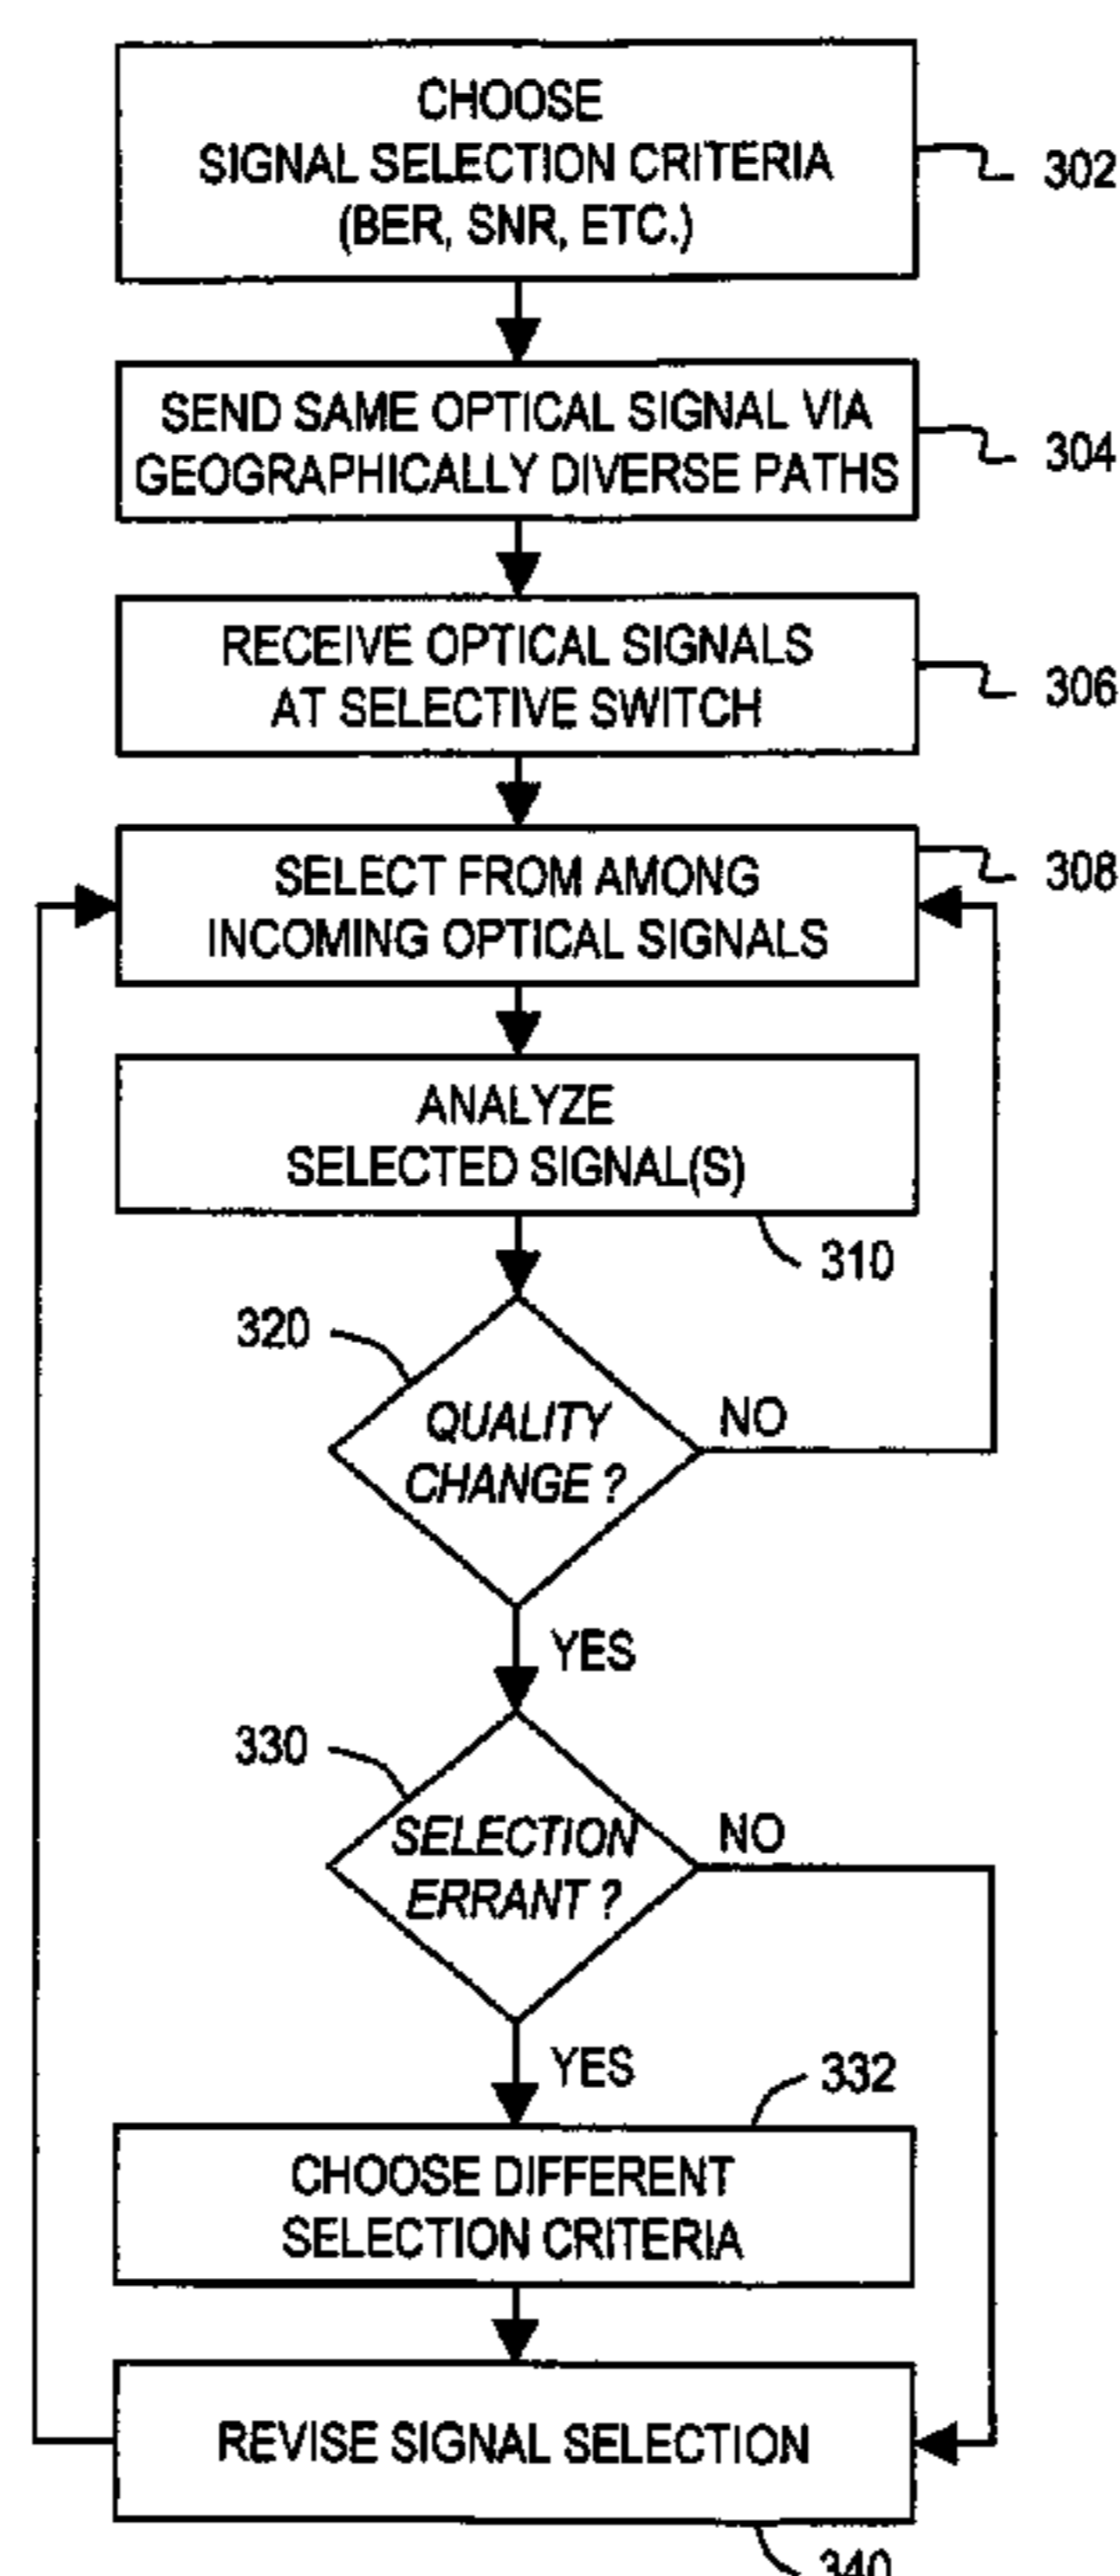 CHOOSE
SIGNAL SELECTION CRITERIA
(BER, SNR, ETC.)
302
SEND SAME OPTICAL SIGNAL VIA
GEOGRAPHICALLY DIVERSE PATHS
304
RECEIVE OPTICAL SIGNALS
AT SELECTIVE SWITCH
306
SELECT FROM AMONG
INCOMING OPTICAL SIGNALS
308
ANALYZE
SELECTED SIGNAL(S)
310
320
QUALITY
CHANGE ?
NO
YES
330
SELECTION
ERRANT ?
NO
YES
332
CHOOSE DIFFERENT
SELECTION CRITERIA
REVISE SIGNAL SELECTION
340